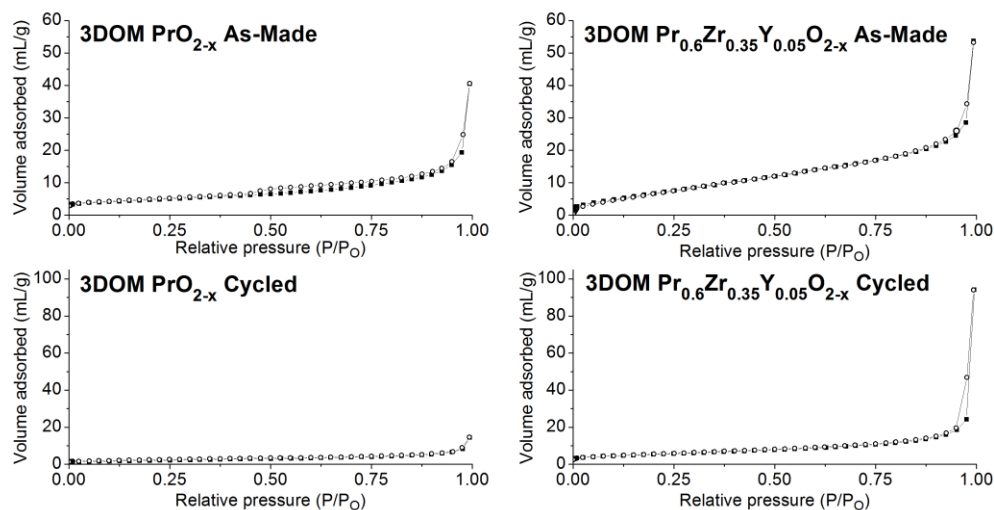 3DOM PrO2-x As-Made
Volume adsorbed (mL/g)
60
50
40
30
20
10
0
0.00 0.25 0.50 0.75 1.00
Relative pressure (P/PO)
3DOM Pr0.6Zr0.35Y0.05O2-x As-Made
Volume adsorbed (mL/g)
60
50
40
30
20
10
0
0.00 0.25 0.50 0.75 1.00
Relative pressure (P/PO)
3DOM PrO2-x Cycled
Volume adsorbed (mL/g)
100
80
60
40
20
0
0.00 0.25 0.50 0.75 1.00
Relative pressure (P/PO)
3DOM Pr0.6Zr0.35Y0.05O2-x Cycled
Volume adsorbed (mL/g)
100
80
60
40
20
0
0.00 0.25 0.50 0.75 1.00
Relative pressure (P/PO)